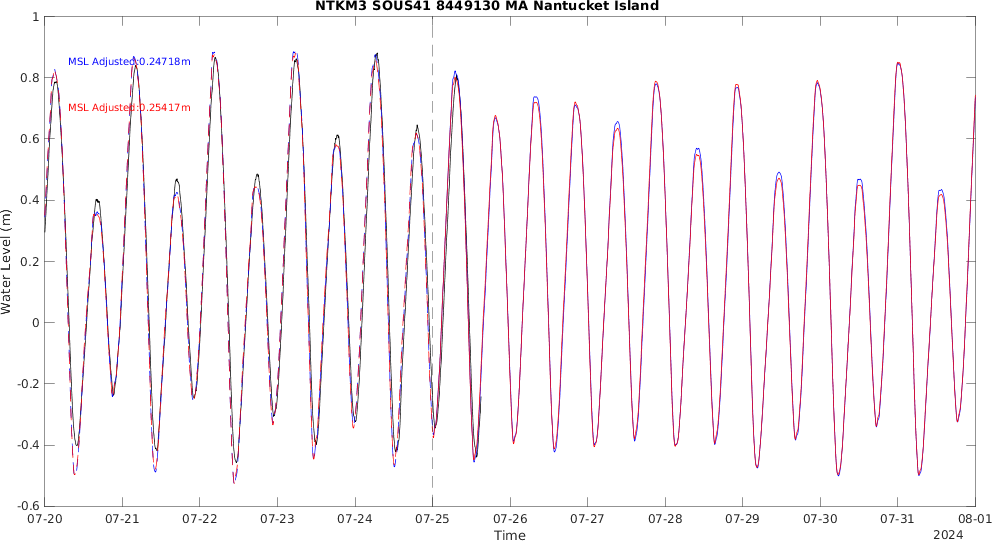 NTKM3 SOUS41 8449130 MA Nantucket Island
MSL Adjusted:0.24718m
MSL Adjusted:0.25417m
Water Level (m)
1
0.8
0.6
0.4
0.2
0
-0.2
-0.4
-0.6
07-20 07-21 07-22 07-23 07-24 07-25 07-26 07-27 07-28 07-29 07-30 07-31 08-01
Time
2024